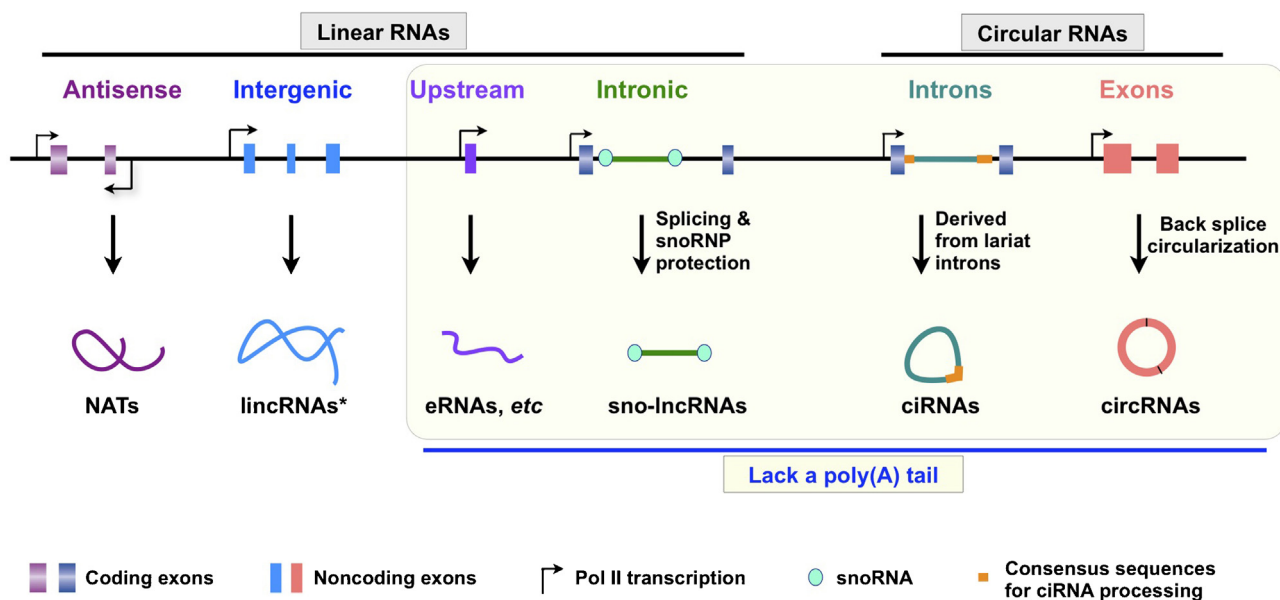 Linear RNAs
Circular RNAs
Antisense
Intergenic
Upstream
Intronic
Introns
Exons
Splicing &
snoRNP
protection
Derived
from lariat
introns
Back splice
circularization
NATs
lincRNAs*
eRNAs, etc
sno-lncRNAs
ciRNAs
circRNAs
Lack a poly(A) tail
Coding exons
Noncoding exons
Pol II transcription
snoRNA
Consensus sequences
for ciRNA processing